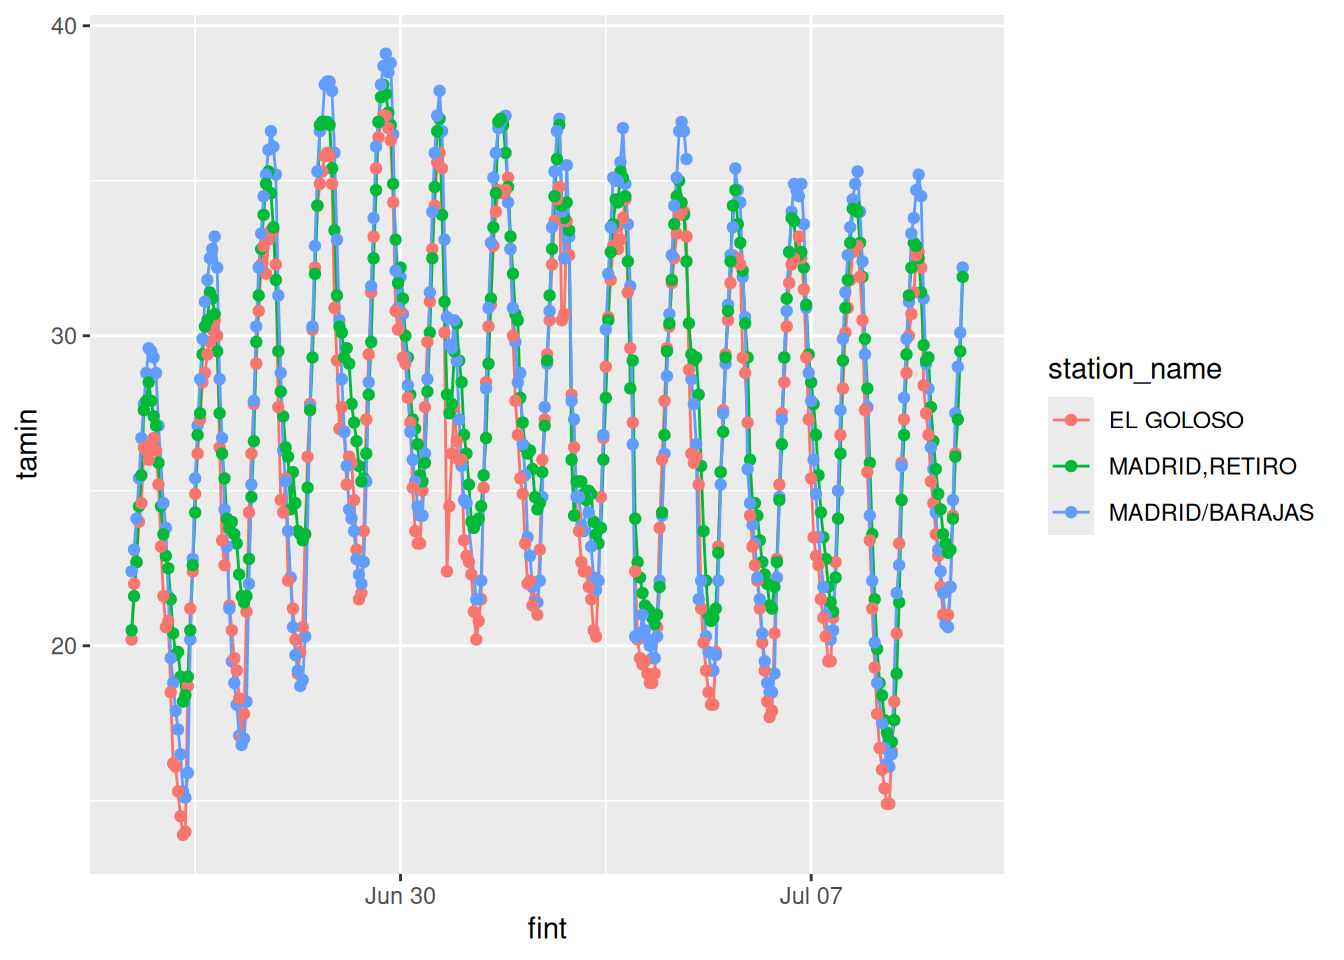 40
30
20
tamin
Jun 30
Jul 07
fint
station_name
EL GOLOSO
MADRID,RETIRO
MADRID/BARAJAS